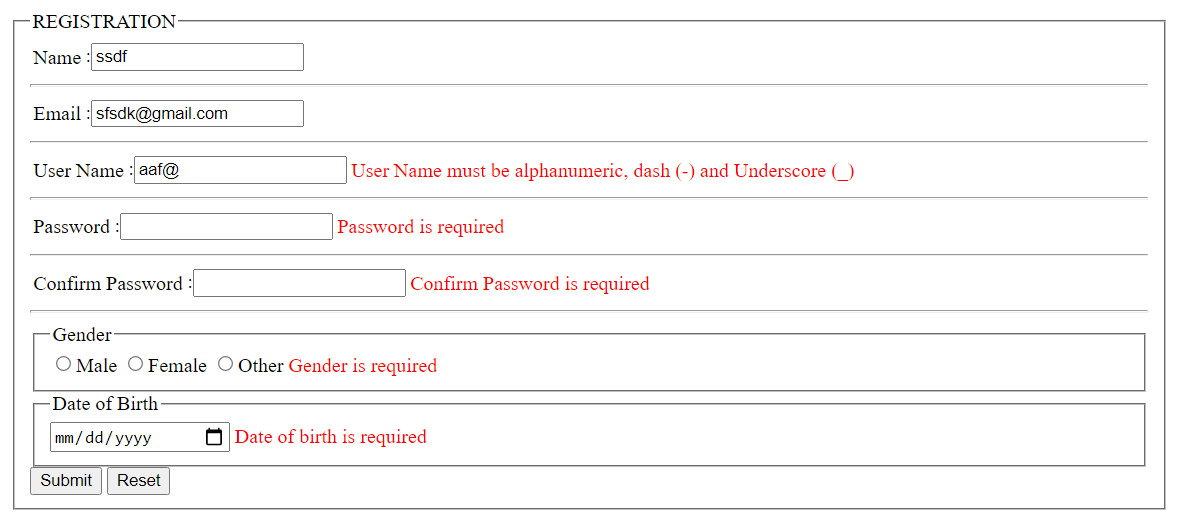 REGISTRATION
Name : ssdf
Email : sfsdk@gmail.com
User Name : aaf@ User Name must be alphanumeric, dash (-) and Underscore (_)
Password : Password is required
Confirm Password : Confirm Password is required
Gender
Male Female Other Gender is required
Date of Birth
mm/dd/yyyy Date of birth is required
Submit Reset